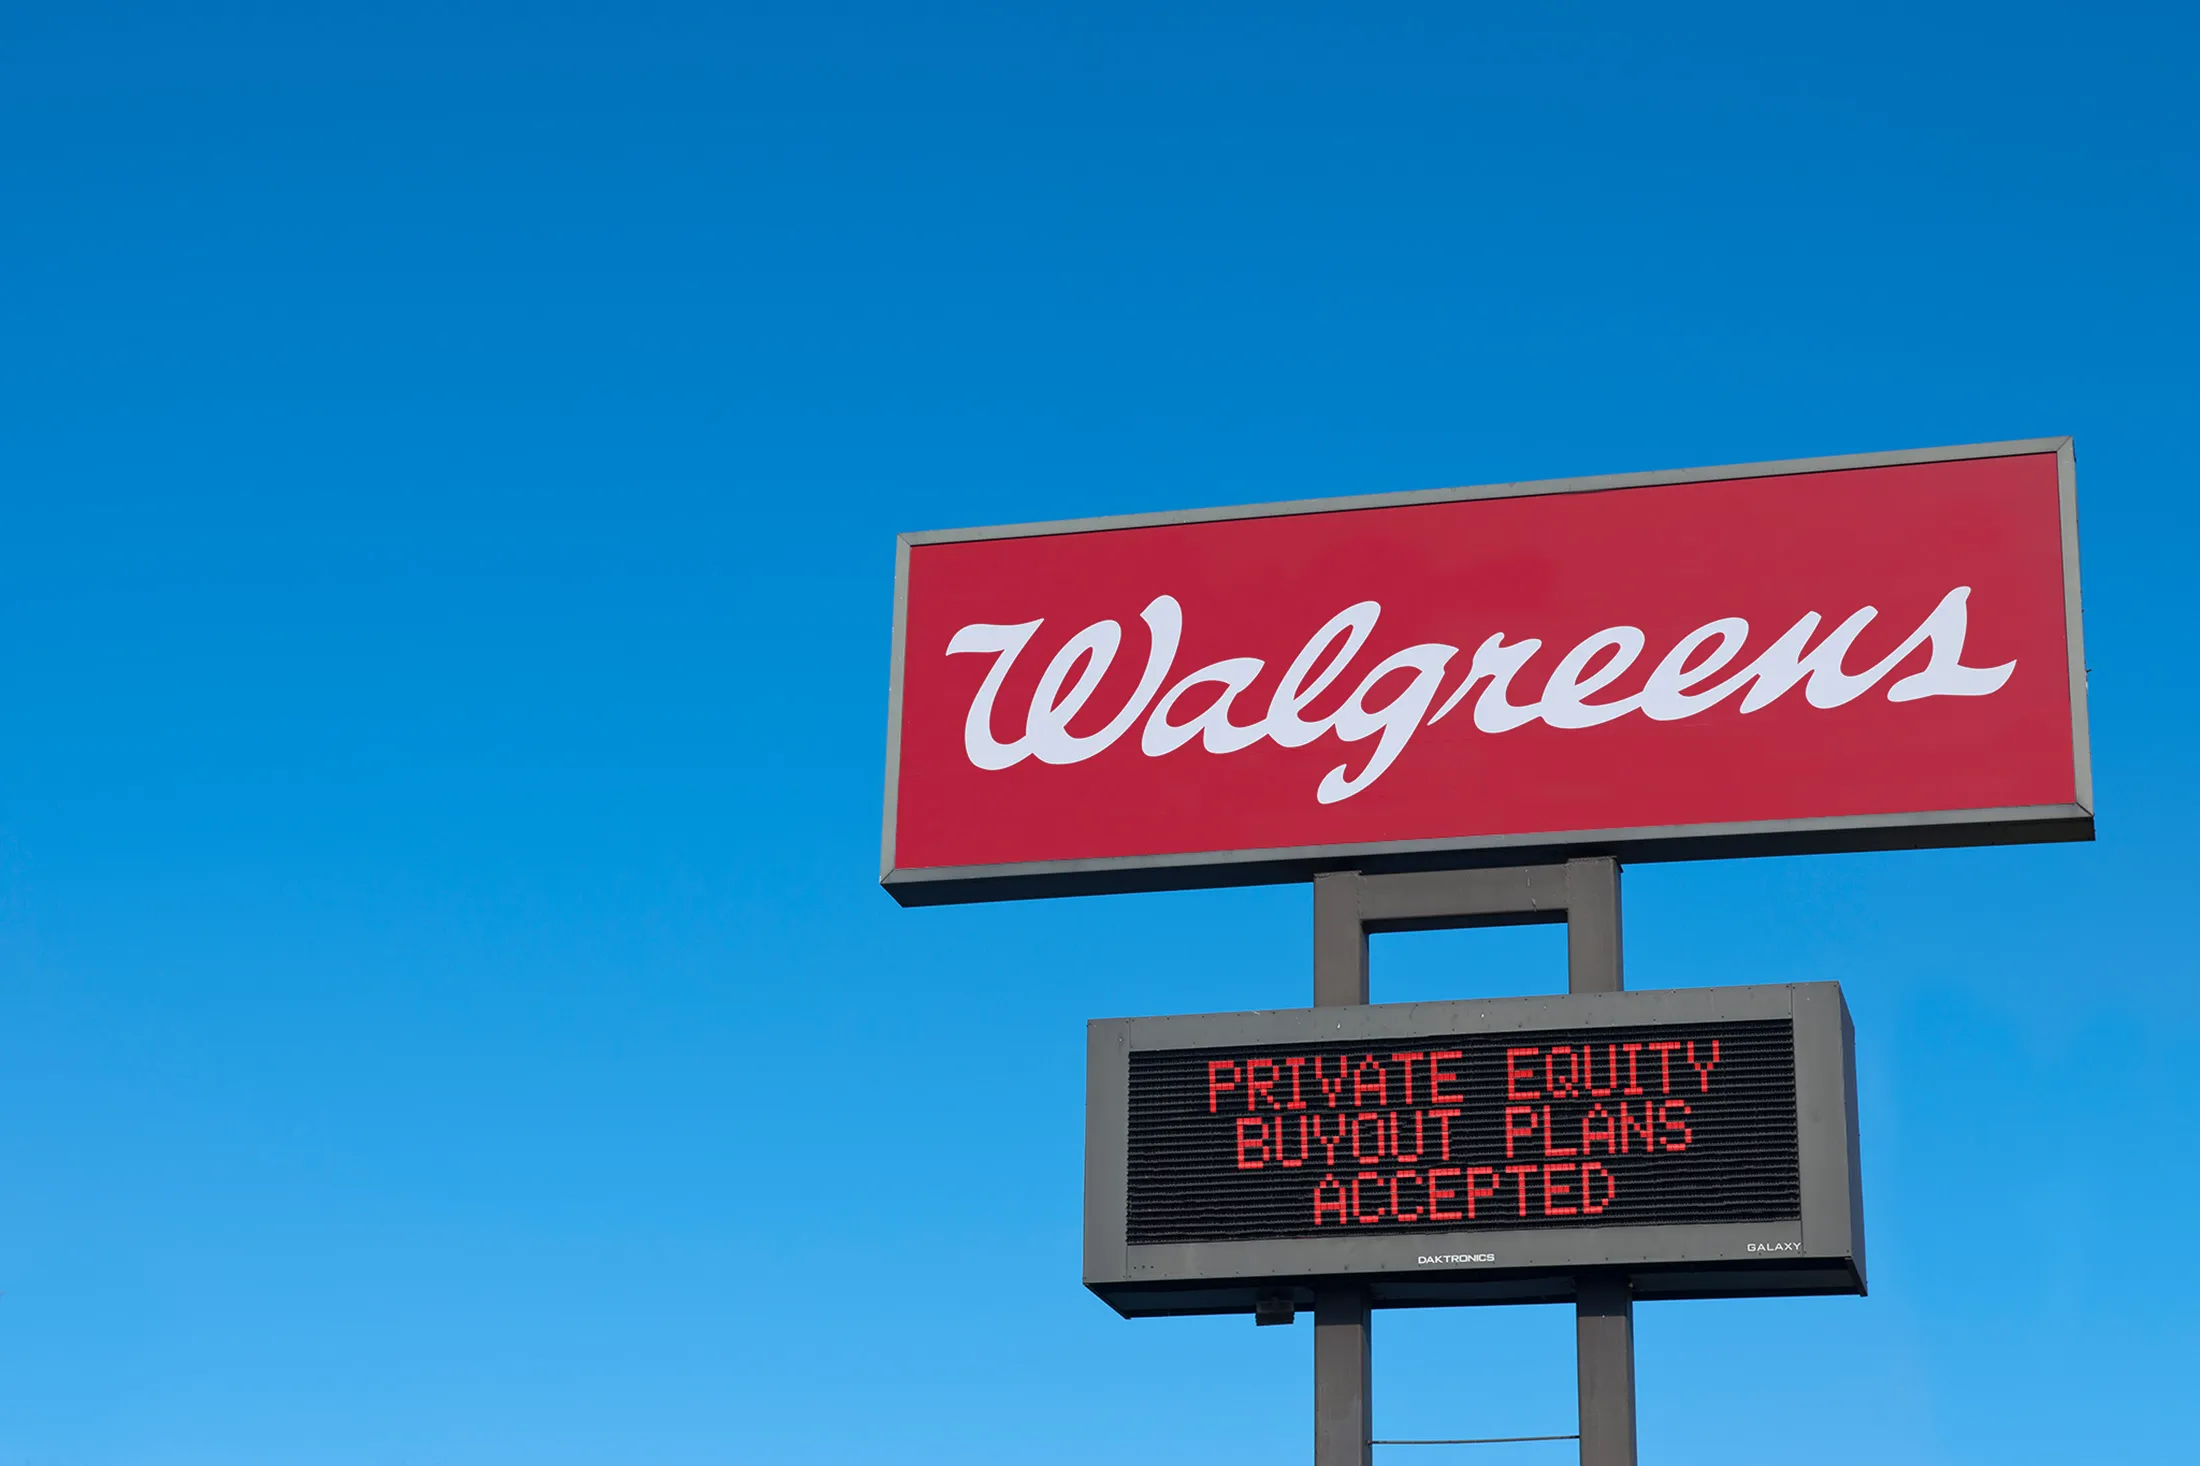 Walgreens
PRIVATE EQUITY
BUYOUT PLANS
ACCEPTED
DAKTRONICS
GALAXY